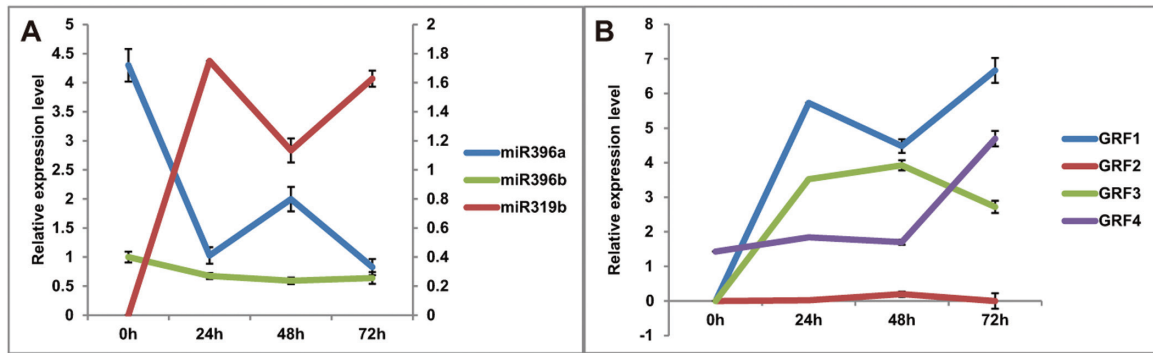 A
Relative expression level
5
4.5
4
3.5
3
2.5
2
1.5
1
0.5
0
2
1.8
1.6
1.4
1.2
1
0.8
0.6
0.4
0.2
0
0h 24h 48h 72h
miR396a
miR396b
miR319b
B
Relative expression level
8
7
6
5
4
3
2
1
0
-1
0h 24h 48h 72h
GRF1
GRF2
GRF3
GRF4